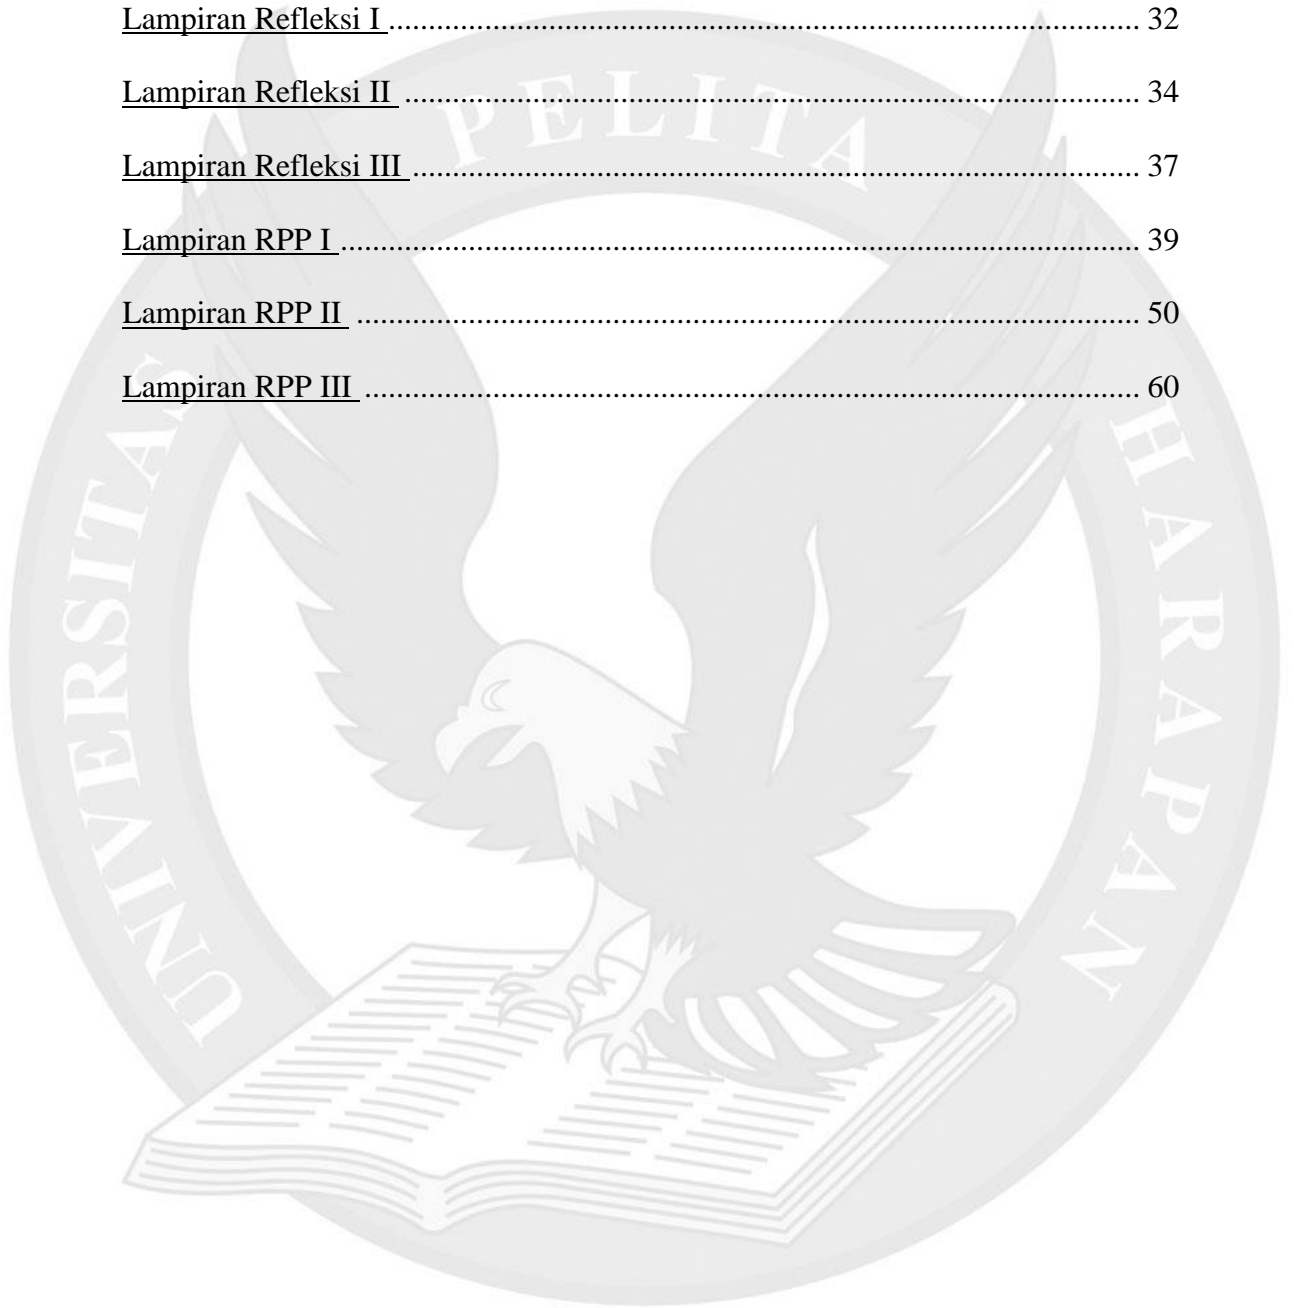 Lampiran Refleksi I ........................................................................................ 32
Lampiran Refleksi II ...................................................................................... 34
Lampiran Refleksi III ..................................................................................... 37
Lampiran RPP I ............................................................................................. 39
Lampiran RPP II ........................................................................................... 50
Lampiran RPP III .......................................................................................... 60
UNIVERSITAS PELITA HARAPAN